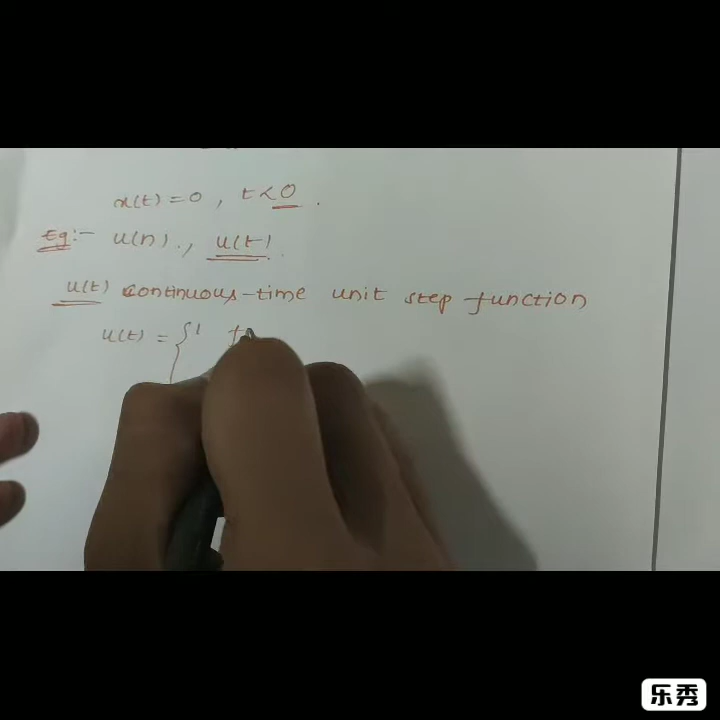 x(t) = 0 , t < 0 .
Eg:- u(n) ., u(t) .
u(t) continuous-time unit step function
u(t) = { 1 f
乐秀